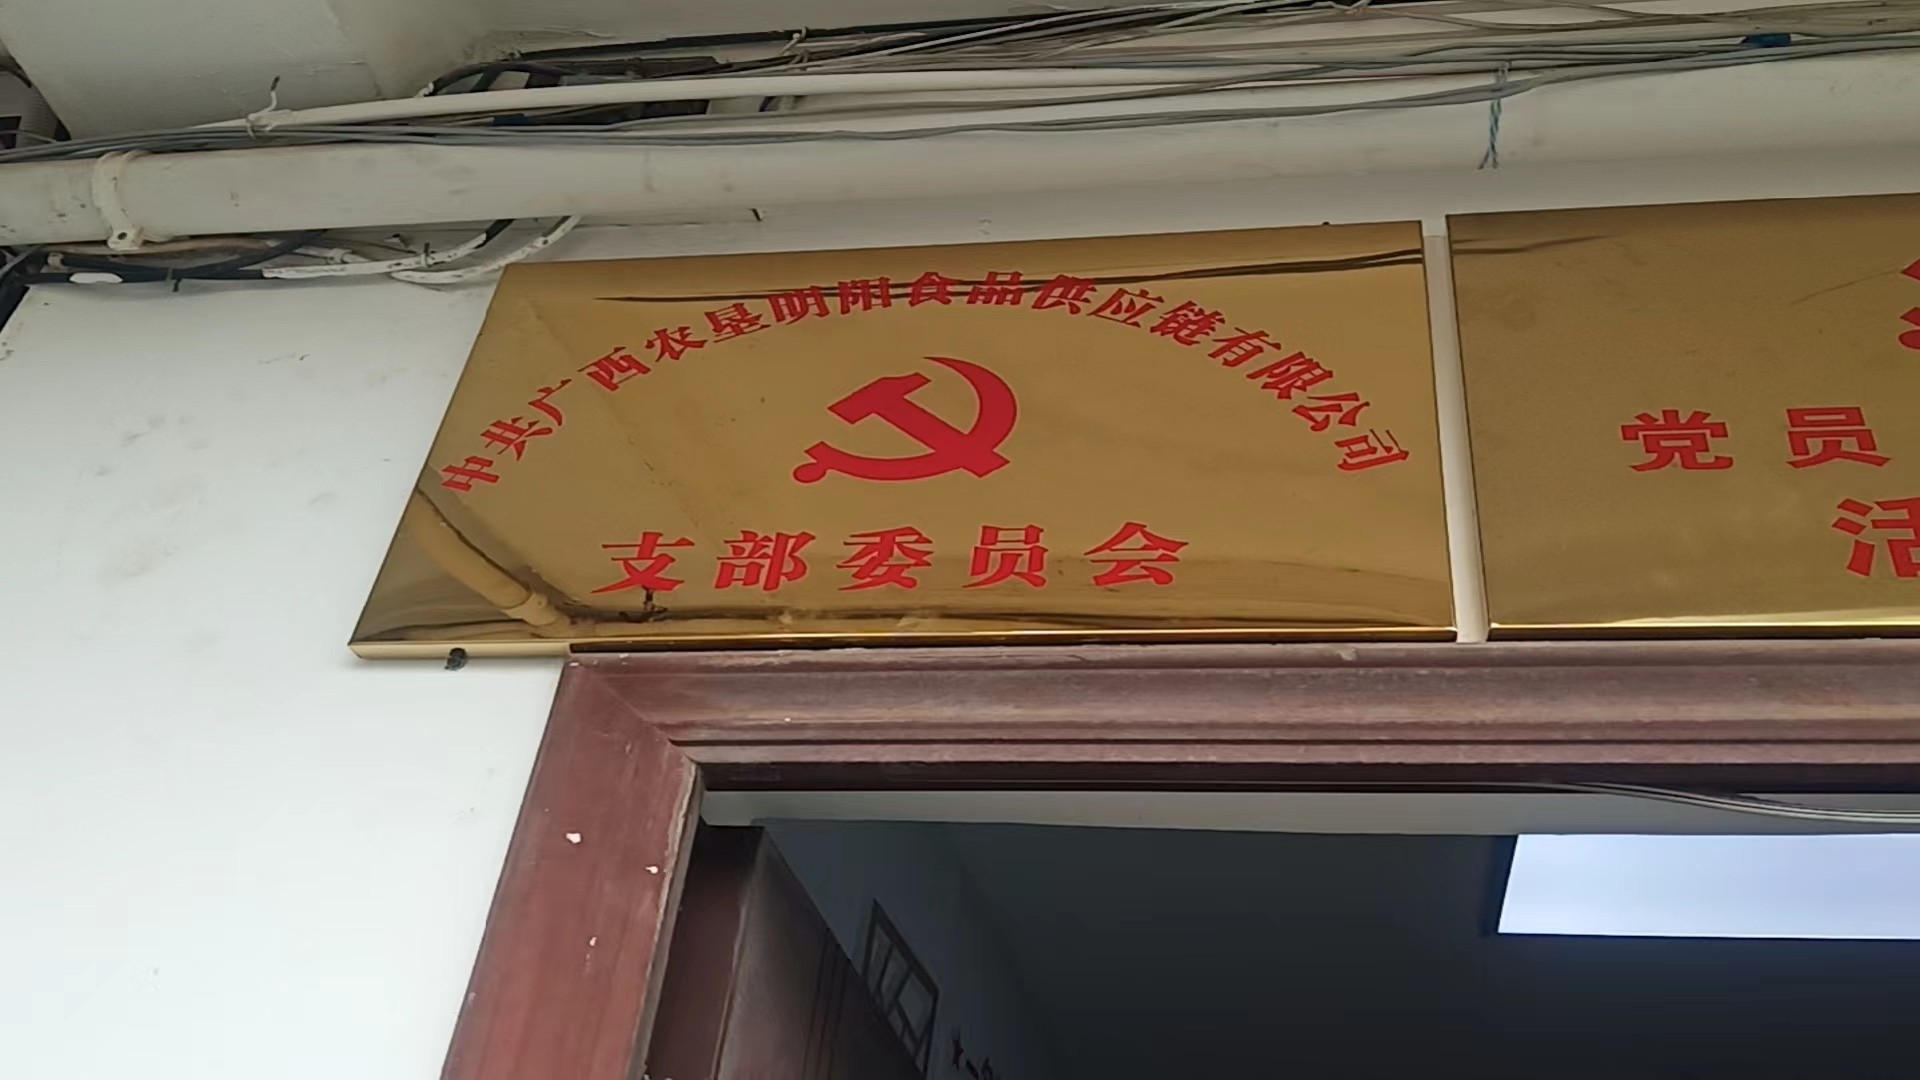 中共广西农垦明阳食品供应链有限公司
支部委员会
党员
活